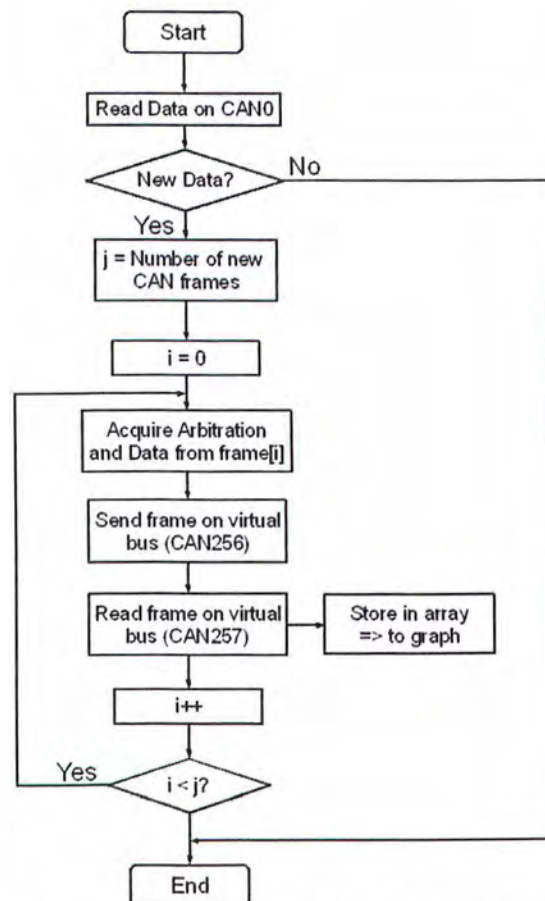 Start
Read Data on CAN0
New Data?
No
Yes
j = Number of new
CAN frames
i = 0
Acquire Arbitration
and Data from frame[i]
Send frame on virtual
bus (CAN256)
Read frame on virtual
bus (CAN257)
Store in array
=> to graph
i++
Yes
i < j?
End